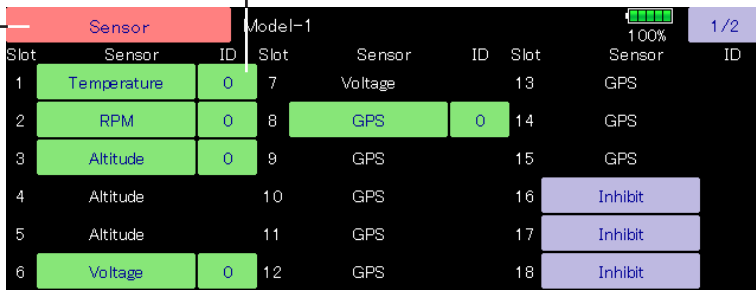 Sensor Model-1 100% 1/2
Slot Sensor ID Slot Sensor ID Slot Sensor ID
1 Temperature 0 7 Voltage 13 GPS
2 RPM 0 8 GPS 0 14 GPS
3 Altitude 0 9 GPS 15 GPS
4 Altitude 10 GPS 16 Inhibit
5 Altitude 11 GPS 17 Inhibit
6 Voltage 0 12 GPS 18 Inhibit